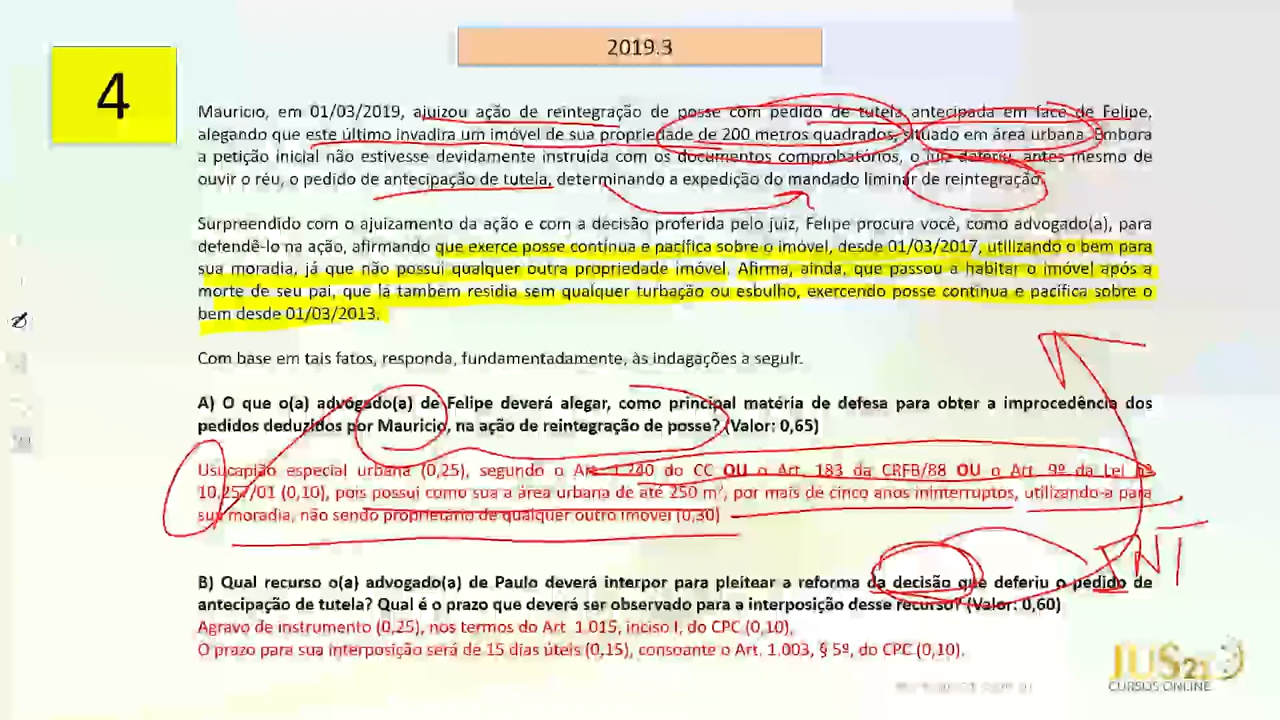 4
2019.3
Mauricio, em 01/03/2019, ajuizou ação de reintegração de posse com pedido de tutela antecipada em face de Felipe,
alegando que este último invadira um imóvel de sua propriedade de 200 metros quadrados, situado em área urbana. Embora
a petição inicial não estivesse devidamente instruída com os documentos comprobatórios, o juiz deferiu, antes mesmo de
ouvir o réu, o pedido de antecipação de tutela, determinando a expedição do mandado liminar de reintegração.
Surpreendido com o ajuizamento da ação e com a decisão proferida pelo juiz, Felipe procura você, como advogado(a), para
defendê-lo na ação, afirmando que exerce posse contínua e pacífica sobre o imóvel, desde 01/03/2017, utilizando o bem para
sua moradia, já que não possui qualquer outra propriedade imóvel. Afirma, ainda, que passou a habitar o imóvel após a
morte de seu pai, que lá também residia sem qualquer turbação ou esbulho, exercendo posse contínua e pacífica sobre o
bem desde 01/03/2013.
Com base em tais fatos, responda, fundamentadamente, às indagações a seguir.
A) O que o(a) advogado(a) de Felipe deverá alegar, como principal matéria de defesa para obter a improcedência dos
pedidos deduzidos por Mauricio, na ação de reintegração de posse? (Valor: 0,65)
Usucapião especial urbana (0,25), segundo o Art. 1.240 do CC OU o Art. 183 da CRFB/88 OU o Art. 9º da Lei nº
10.257/01 (0,10), pois possui como sua a área urbana de até 250 m², por mais de cinco anos ininterruptos, utilizando-a para
sua moradia, não sendo proprietário de qualquer outro imóvel (0,30)
INT
B) Qual recurso o(a) advogado(a) de Paulo deverá interpor para pleitear a reforma da decisão que deferiu o pedido de
antecipação de tutela? Qual é o prazo que deverá ser observado para a interposição desse recurso? (Valor: 0,60)
Agravo de instrumento (0,25), nos termos do Art 1.015, inciso I, do CPC (0,10).
O prazo para sua interposição será de 15 dias úteis (0,15), consoante o Art. 1.003, § 5º, do CPC (0,10).
JUS21
CURSOS ONLINE